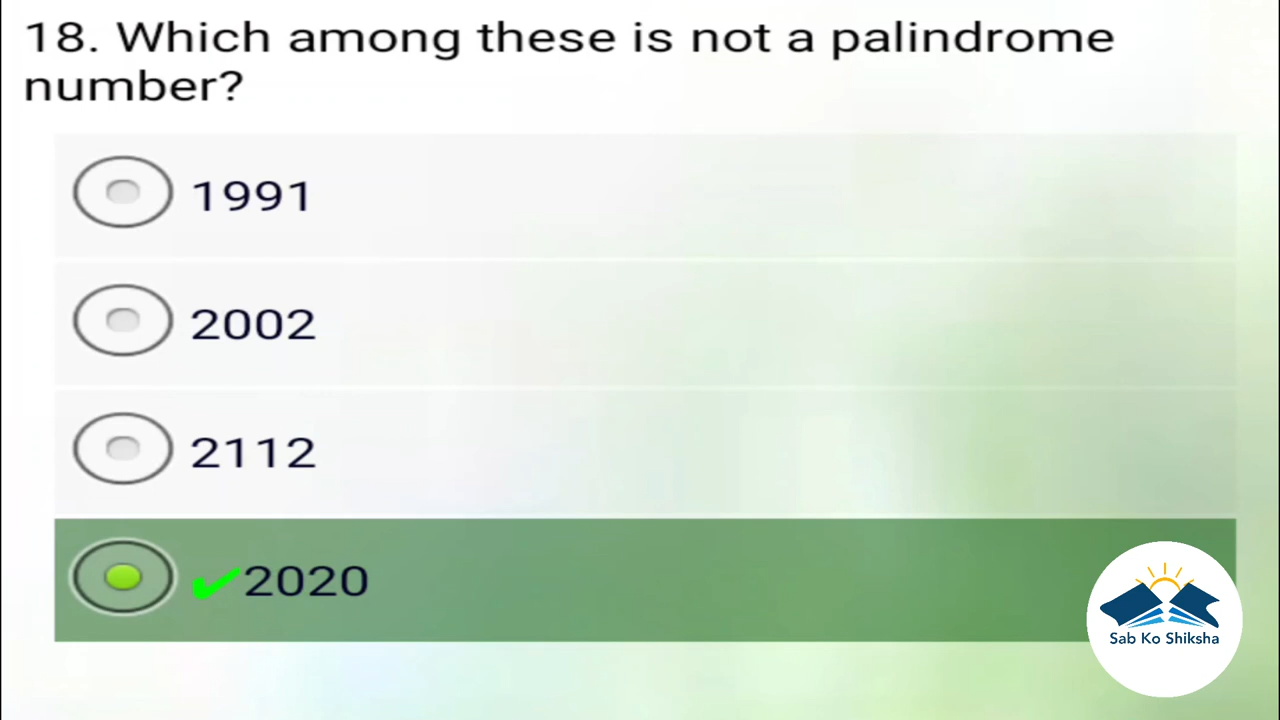 18. Which among these is not a palindrome
number?
1991
2002
2112
2020
Sab Ko Shiksha